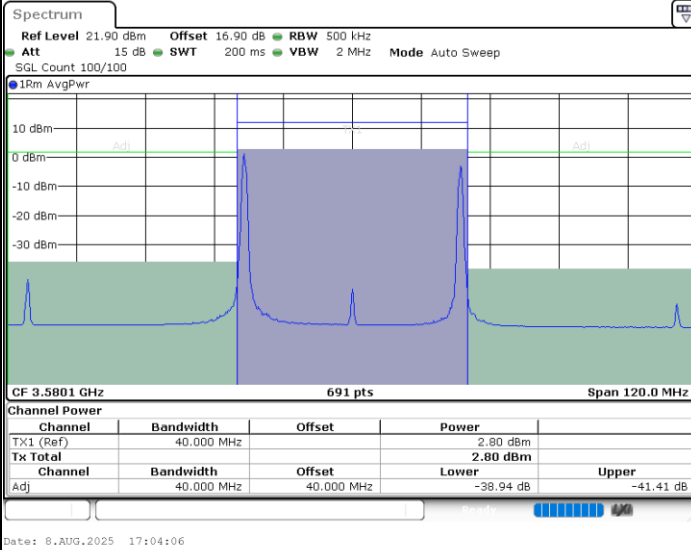 Spectrum
Ref Level 21.90 dBm Offset 16.90 dB RBW 500 kHz
Att 15 dB SWT 200 ms VBW 2 MHz Mode Auto Sweep
SGL Count 100/100
1Rm AvgPwr
10 dBm
Adj Adj
0 dBm
-10 dBm
-20 dBm
-30 dBm
CF 3.5801 GHz 691 pts Span 120.0 MHz
Channel Power
Channel Bandwidth Offset Power
TX1 (Ref) 40.000 MHz 2.80 dBm
Tx Total 2.80 dBm
Channel Bandwidth Offset Lower Upper
Adj 40.000 MHz 40.000 MHz -38.94 dB -41.41 dB
Ready
Date: 8.AUG.2025 17:04:06